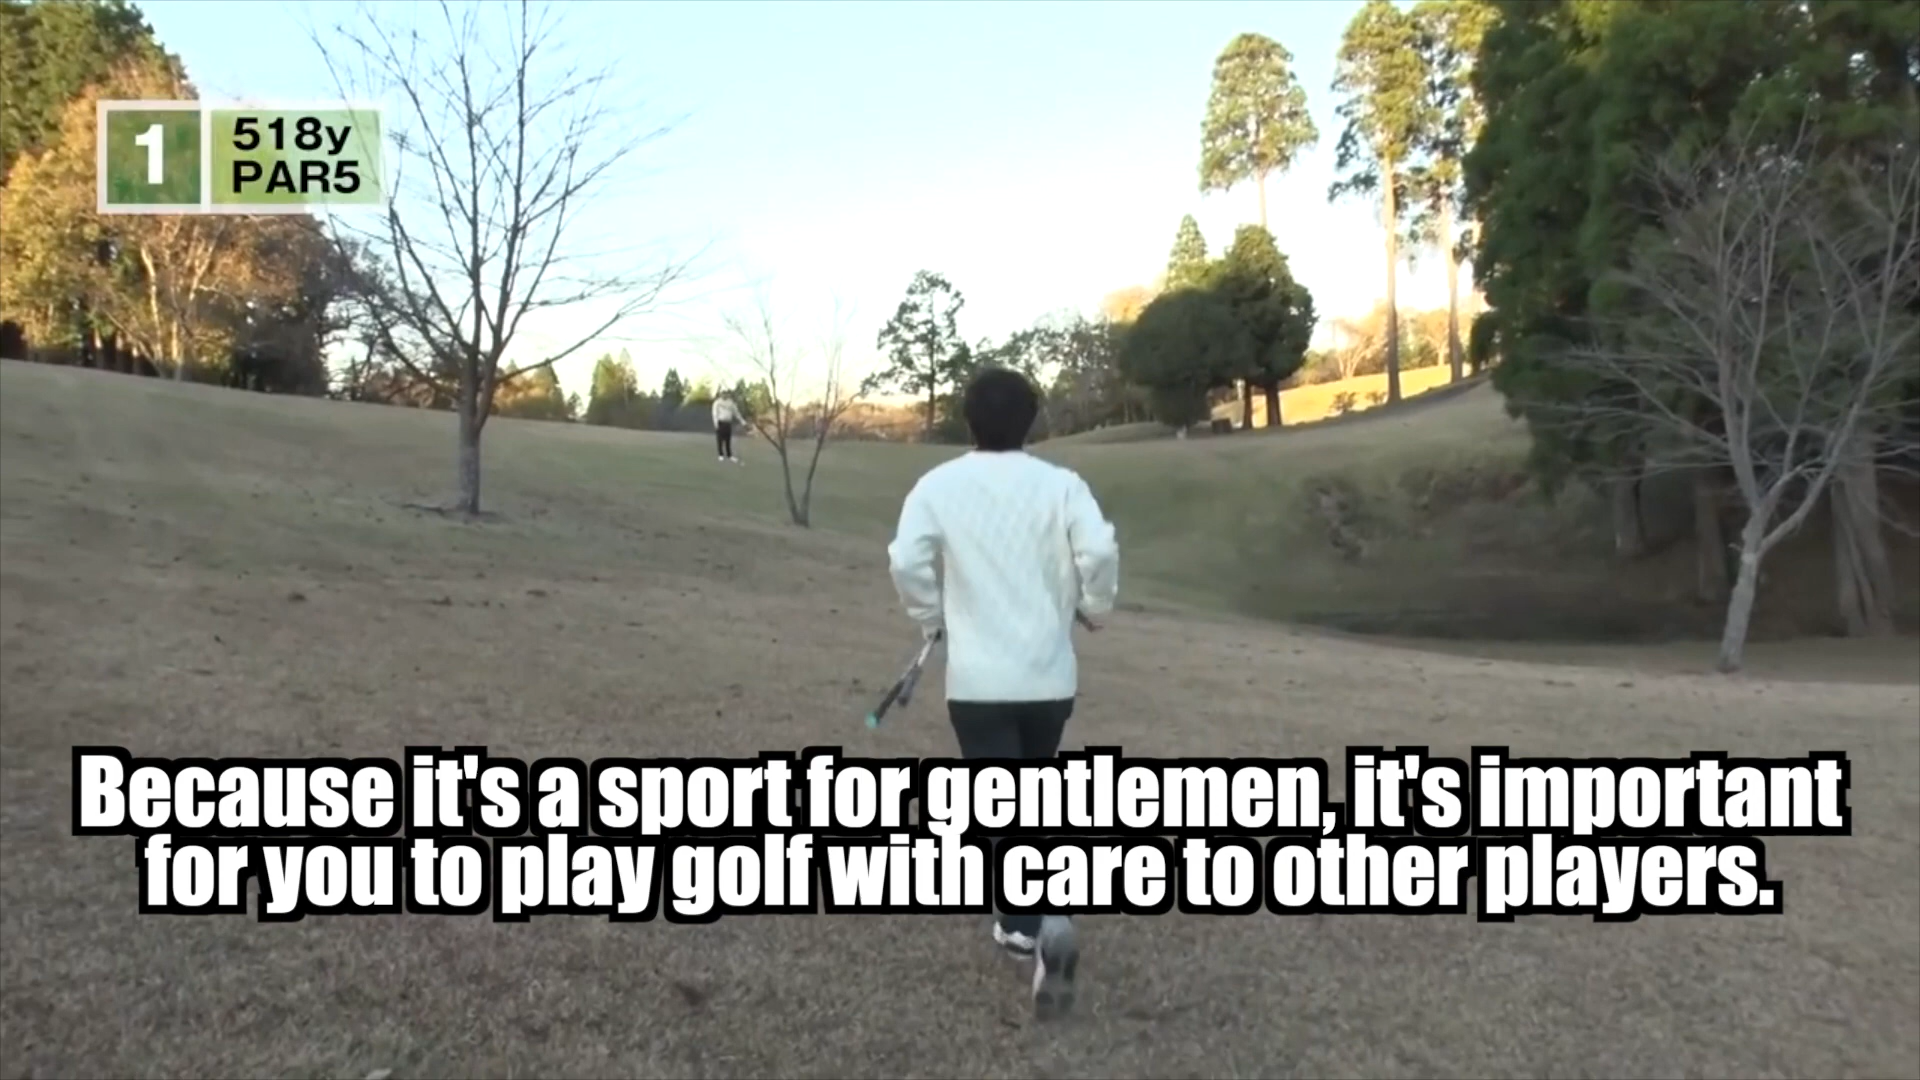 1
518y
PAR5
Because it's a sport for gentlemen, it's important
for you to play golf with care to other players.